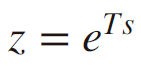 z = e^{Ts}